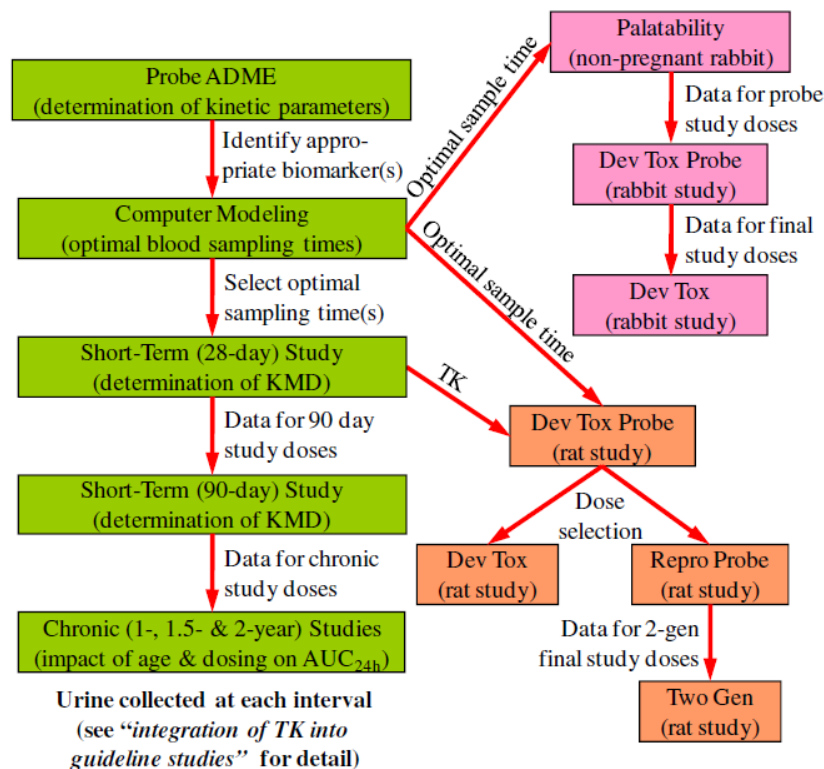 Probe ADME
(determination of kinetic parameters)
Identify appro-
priate biomarker(s)
Computer Modeling
(optimal blood sampling times)
Select optimal
sampling time(s)
Short-Term (28-day) Study
(determination of KMD)
Data for 90 day
study doses
Short-Term (90-day) Study
(determination of KMD)
Data for chronic
study doses
Chronic (1-, 1.5- & 2-year) Studies
(impact of age & dosing on AUC24h)
Urine collected at each interval
(see “integration of TK into
guideline studies” for detail)
Optimal sample time
Palatability
(non-pregnant rabbit)
Data for probe
study doses
Dev Tox Probe
(rabbit study)
Data for final
study doses
Dev Tox
(rabbit study)
Optimal sample time
TK
Dev Tox Probe
(rat study)
Dose
selection
Dev Tox
(rat study)
Repro Probe
(rat study)
Data for 2-gen
final study doses
Two Gen
(rat study)